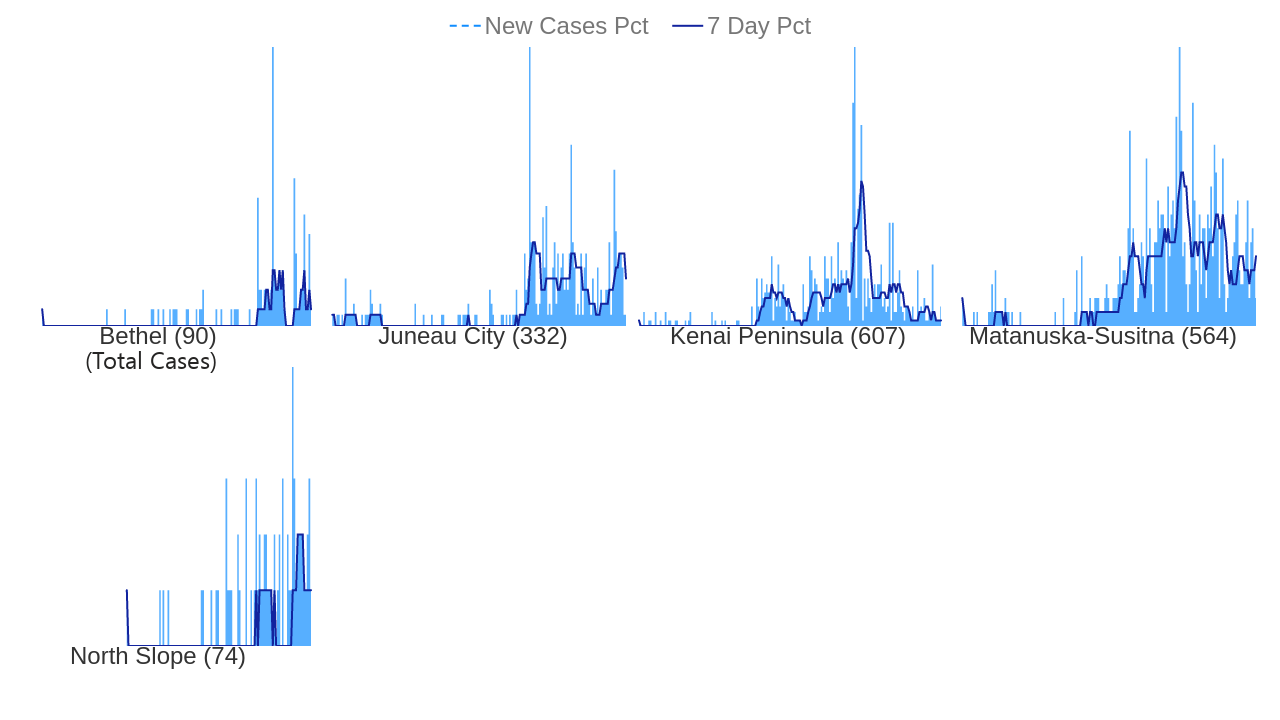 New Cases Pct 7 Day Pct
Bethel (90) Juneau City (332) Kenai Peninsula (607) Matanuska-Susitna (564)
(Total Cases)
North Slope (74)